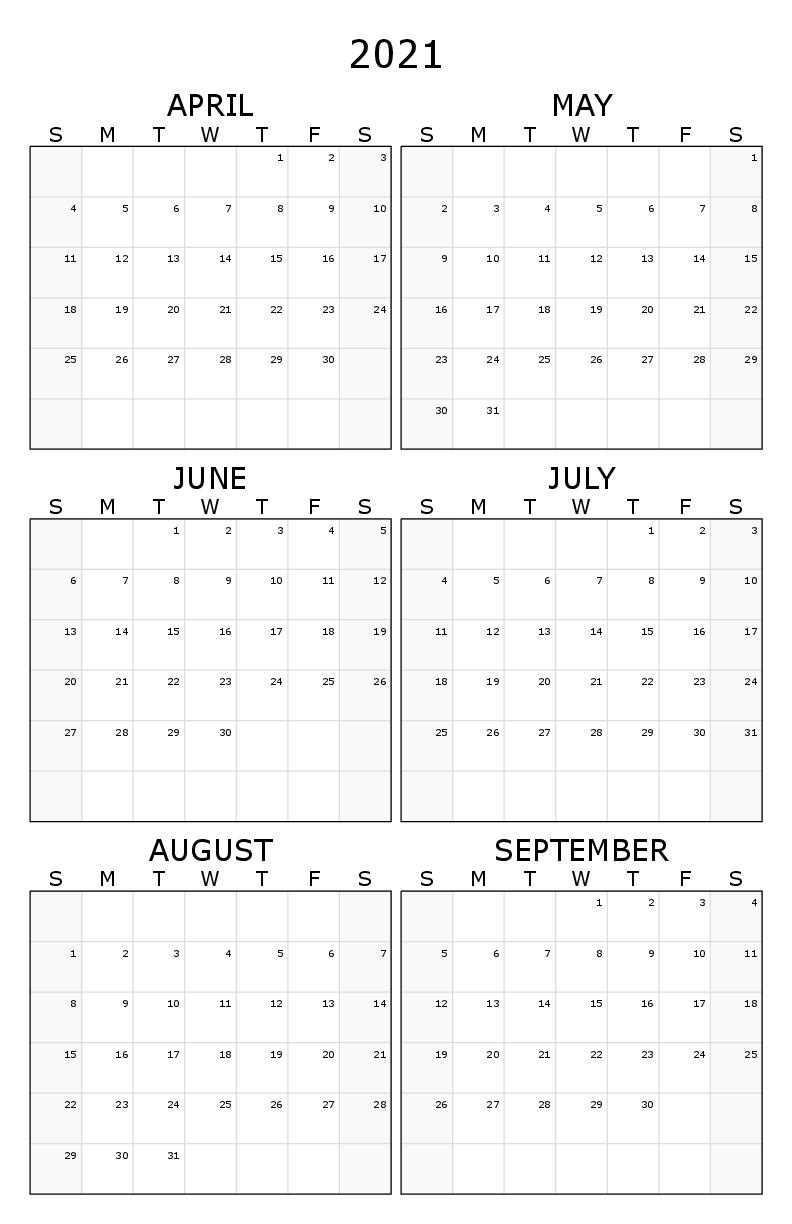 2021
APRIL
S M T W T F S
1 2 3
4 5 6 7 8 9 10
11 12 13 14 15 16 17
18 19 20 21 22 23 24
25 26 27 28 29 30
MAY
S M T W T F S
1
2 3 4 5 6 7 8
9 10 11 12 13 14 15
16 17 18 19 20 21 22
23 24 25 26 27 28 29
30 31
JUNE
S M T W T F S
1 2 3 4 5
6 7 8 9 10 11 12
13 14 15 16 17 18 19
20 21 22 23 24 25 26
27 28 29 30
JULY
S M T W T F S
1 2 3
4 5 6 7 8 9 10
11 12 13 14 15 16 17
18 19 20 21 22 23 24
25 26 27 28 29 30 31
AUGUST
S M T W T F S
1 2 3 4 5 6 7
8 9 10 11 12 13 14
15 16 17 18 19 20 21
22 23 24 25 26 27 28
29 30 31
SEPTEMBER
S M T W T F S
1 2 3 4
5 6 7 8 9 10 11
12 13 14 15 16 17 18
19 20 21 22 23 24 25
26 27 28 29 30